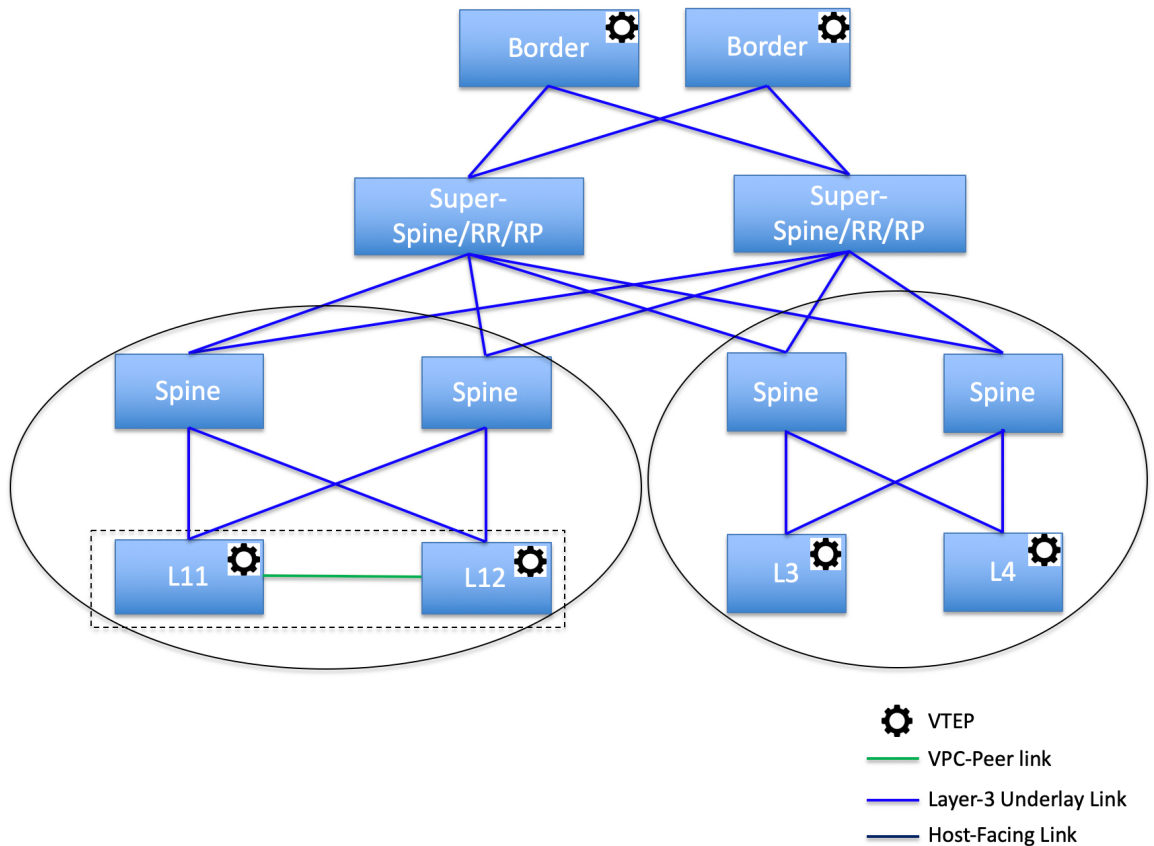 Border
Border
Super-
Spine/RR/RP
Super-
Spine/RR/RP
Spine
Spine
Spine
Spine
L11
L12
L3
L4
VTEP
VPC-Peer link
Layer-3 Underlay Link
Host-Facing Link